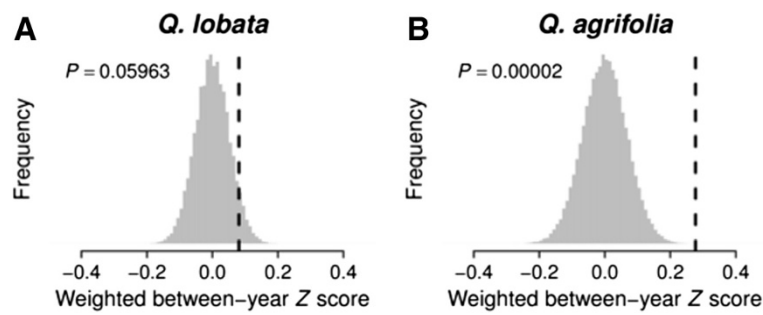 A
Q. lobata
P = 0.05963
Frequency
−0.4 −0.2 0.0 0.2 0.4
Weighted between−year Z score
B
Q. agrifolia
P = 0.00002
Frequency
−0.4 −0.2 0.0 0.2 0.4
Weighted between−year Z score